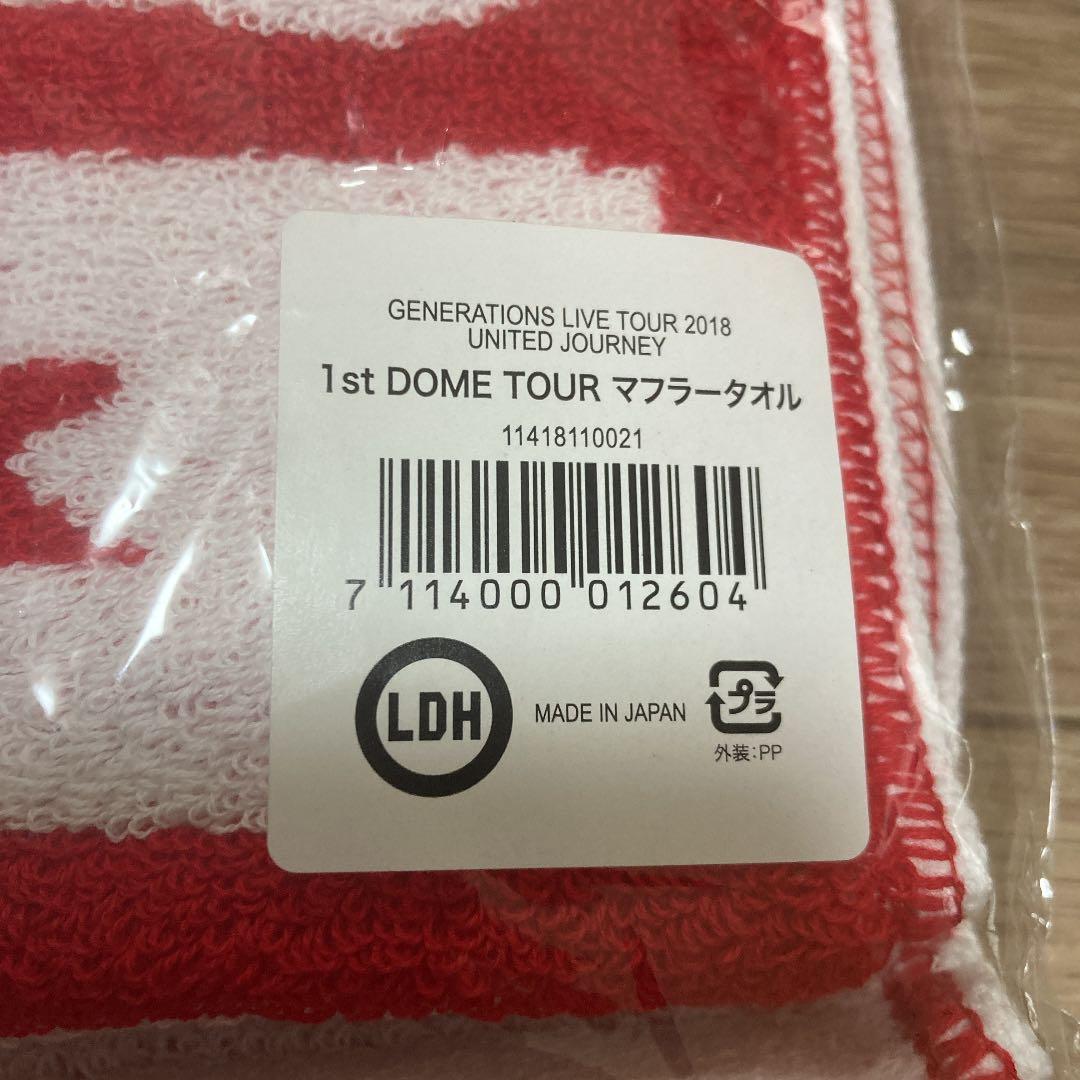 GENERATIONS LIVE TOUR 2018
UNITED JOURNEY
1st DOME TOUR マフラータオル
11418110021
7 114000 012604
LDH
MADE IN JAPAN
プラ
外装:PP